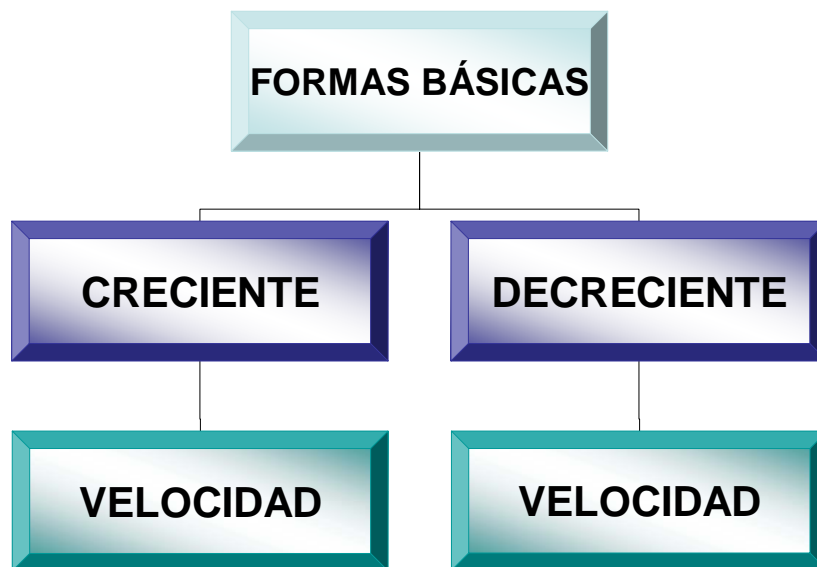 FORMAS BÁSICAS
CRECIENTE
DECRECIENTE
VELOCIDAD
VELOCIDAD